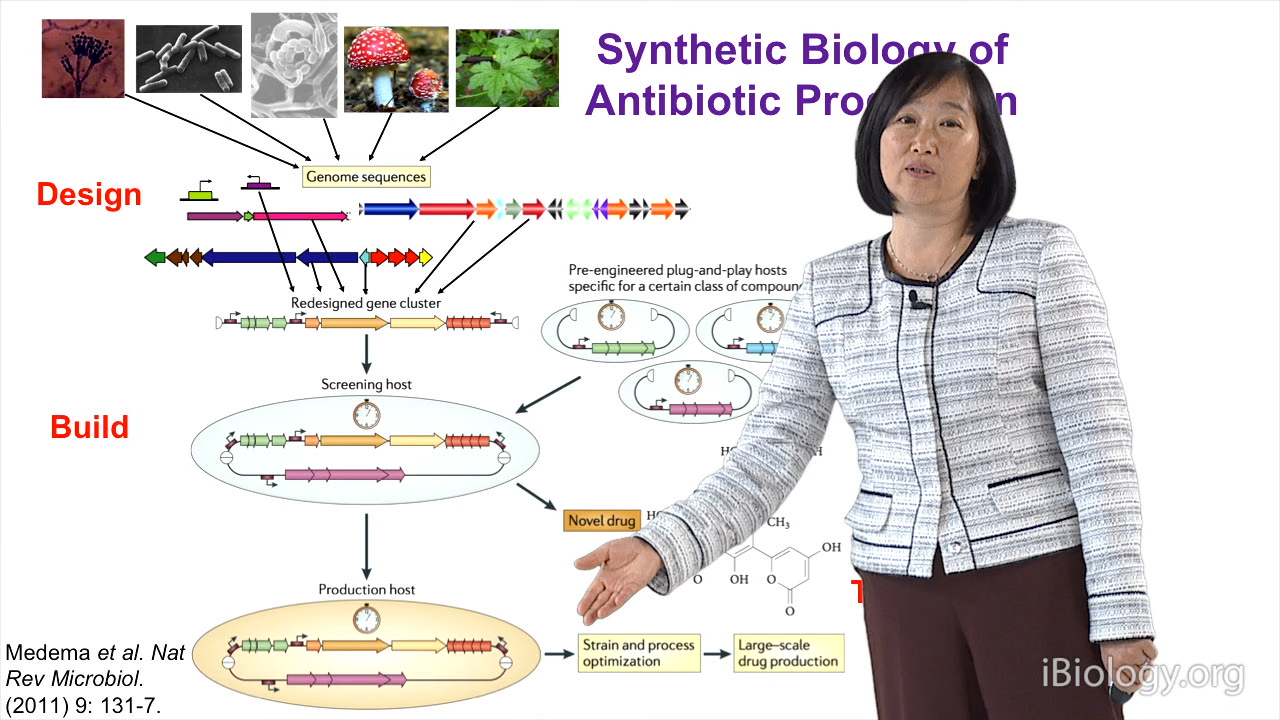 Synthetic Biology of
Antibiotic
Genome sequences
Design
Pre-engineered plug-and-play hosts
specific for a certain class of
Redesigned gene cluster
Screening host
Build
Novel drug
CH₃
OH
O
OH
O
O
Production host
Strain and process
optimization
Large-scale
drug production
Medema et al. Nat
Rev Microbiol.
(2011) 9: 131-7.
iBiology.org